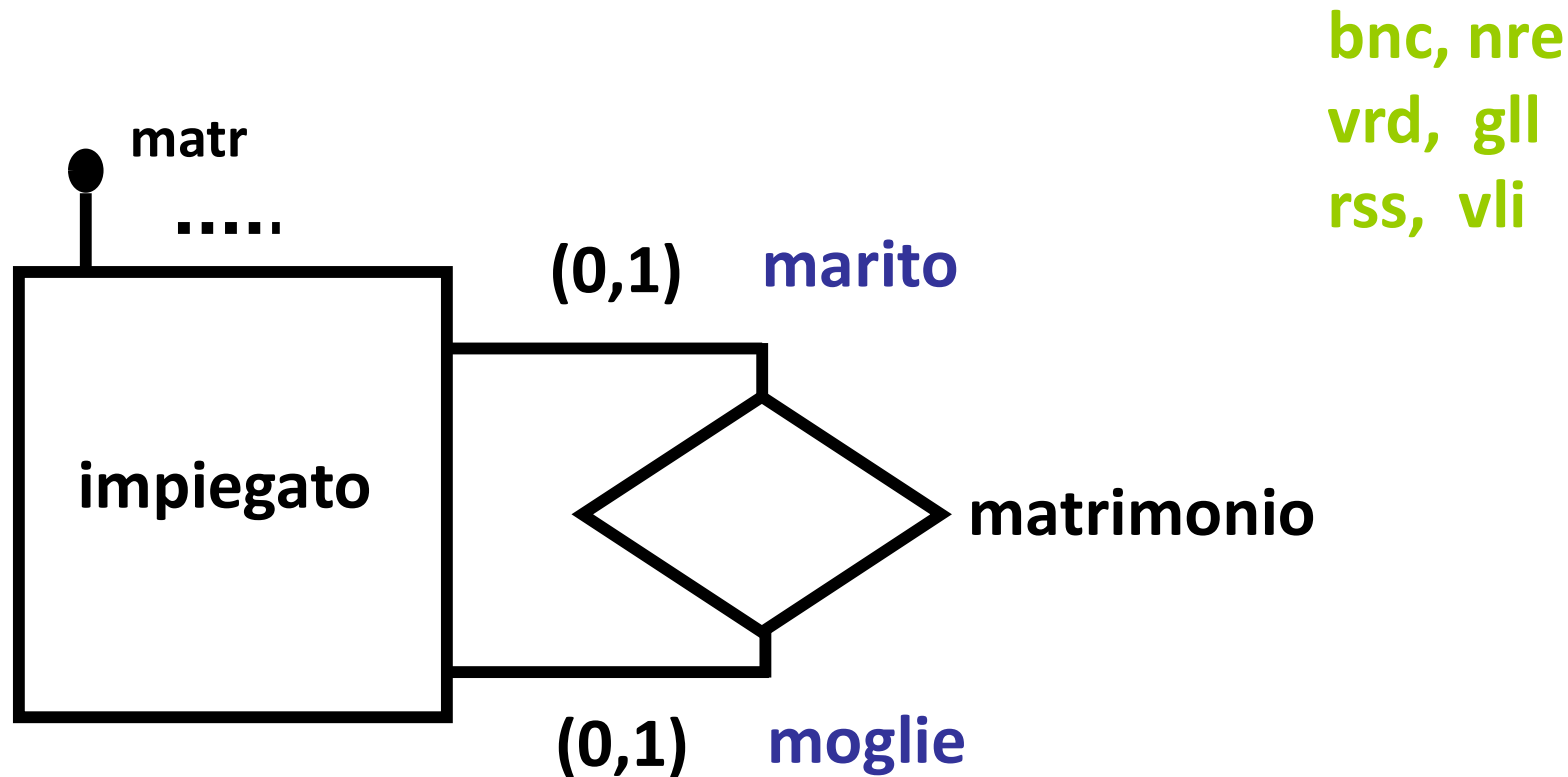 bnc, nre
vrd, gll
rss, vli
matr
.....
(0,1) marito
impiegato
matrimonio
(0,1) moglie